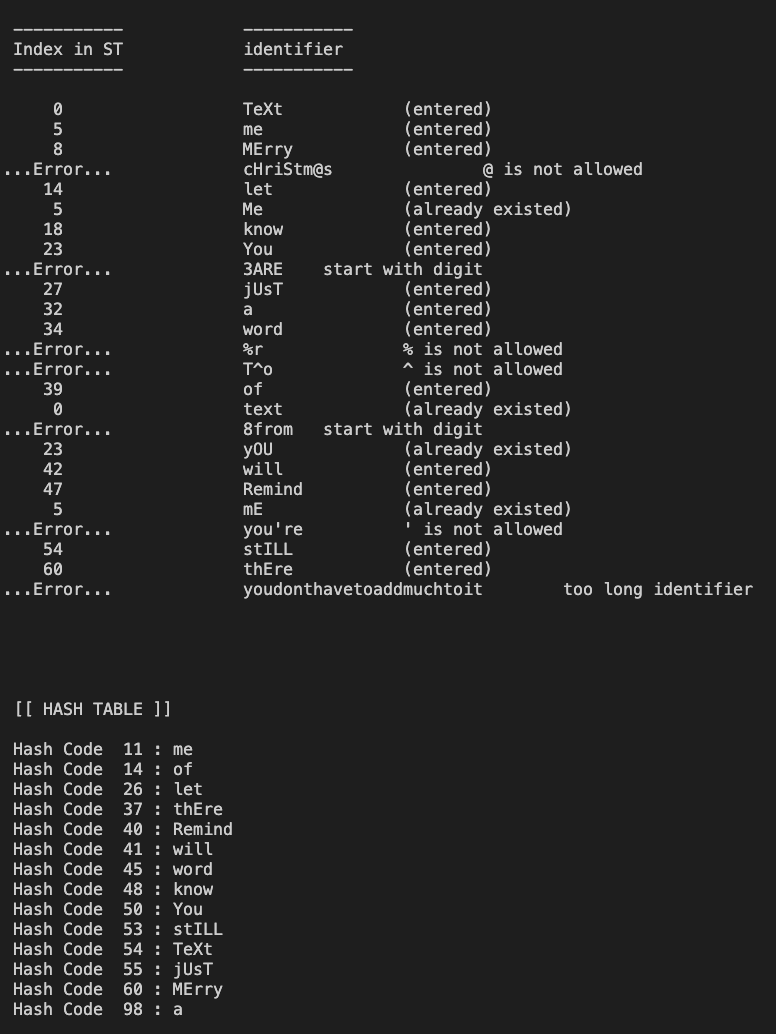 -----------            -----------
Index in ST            identifier
-----------            -----------
    0                  TeXt            (entered)
    5                  me              (entered)
    8                  MErry           (entered)
...Error...            cHriStm@s               @ is not allowed
   14                  let             (entered)
    5                  Me              (already existed)
   18                  know            (entered)
   23                  You             (entered)
...Error...            3ARE    start with digit
   27                  jUsT            (entered)
   32                  a               (entered)
   34                  word            (entered)
...Error...            %r              % is not allowed
...Error...            T^o             ^ is not allowed
   39                  of              (entered)
    0                  text            (already existed)
...Error...            8from   start with digit
   23                  yOU             (already existed)
   42                  will            (entered)
   47                  Remind          (entered)
    5                  mE              (already existed)
...Error...            you're          ' is not allowed
   54                  stILL           (entered)
   60                  thEre           (entered)
...Error...            youdonthavetoaddmuchtoit        too long identifier
[[ HASH TABLE ]]
Hash Code  11 : me
Hash Code  14 : of
Hash Code  26 : let
Hash Code  37 : thEre
Hash Code  40 : Remind
Hash Code  41 : will
Hash Code  45 : word
Hash Code  48 : know
Hash Code  50 : You
Hash Code  53 : stILL
Hash Code  54 : TeXt
Hash Code  55 : jUsT
Hash Code  60 : MErry
Hash Code  98 : a